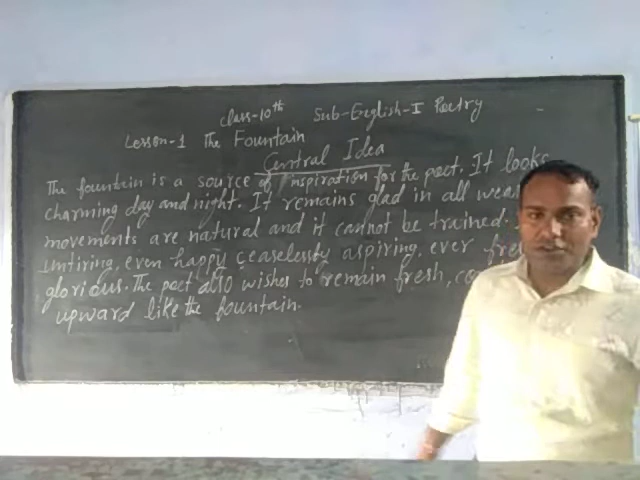 Class-10th Sub-English-I Poetry
Lesson-1 The Fountain
Central Idea
The fountain is a source of inspiration for the poet. It looks
charming day and night. It remains glad in all
movements are natural and it cannot be trained.
untiring, even happy ceaselessly aspiring, ever
glorious. The poet also wishes to remain fresh,
upward like the fountain.